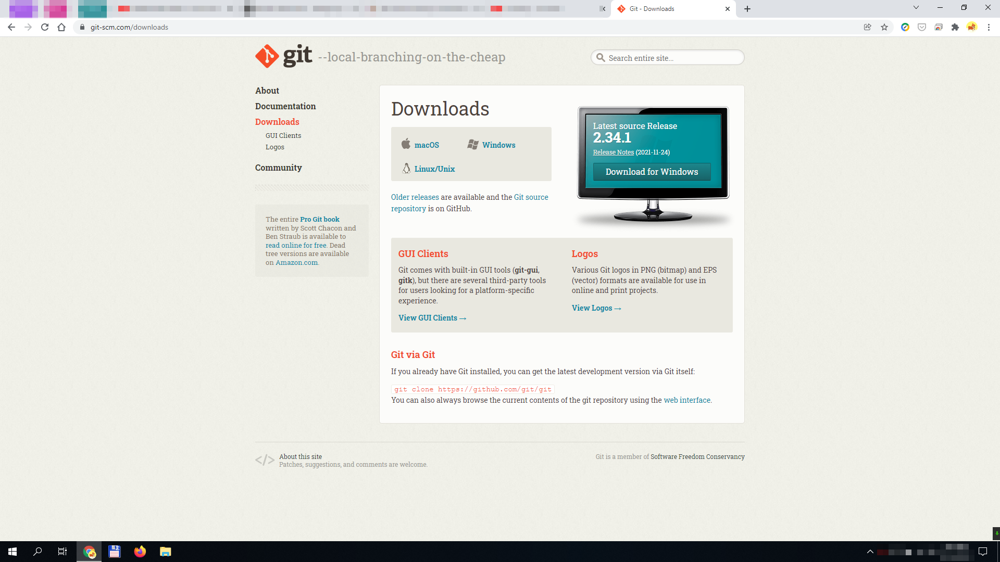 Git - Downloads
git-scm.com/downloads
git --local-branching-on-the-cheap
Search entire site...
About
Documentation
Downloads
GUI Clients
Logos
Community
The entire Pro Git book
written by Scott Chacon and
Ben Straub is available to
read online for free. Dead
tree versions are available
on Amazon.com.
Downloads
macOS
Windows
Linux/Unix
Older releases are available and the Git source
repository is on GitHub.
Latest source Release
2.34.1
Release Notes (2021-11-24)
Download for Windows
GUI Clients
Git comes with built-in GUI tools (git-gui,
gitk), but there are several third-party tools
for users looking for a platform-specific
experience.
View GUI Clients →
Logos
Various Git logos in PNG (bitmap) and EPS
(vector) formats are available for use in
online and print projects.
View Logos →
Git via Git
If you already have Git installed, you can get the latest development version via Git itself:
git clone https://github.com/git/git
You can also always browse the current contents of the git repository using the web interface.
</> About this site
Patches, suggestions, and comments are welcome.
Git is a member of Software Freedom Conservancy